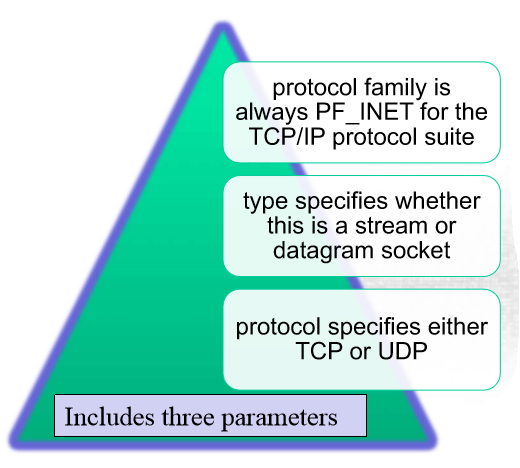 protocol family is
always PF_INET for the
TCP/IP protocol suite
type specifies whether
this is a stream or
datagram socket
protocol specifies either
TCP or UDP
Includes three parameters